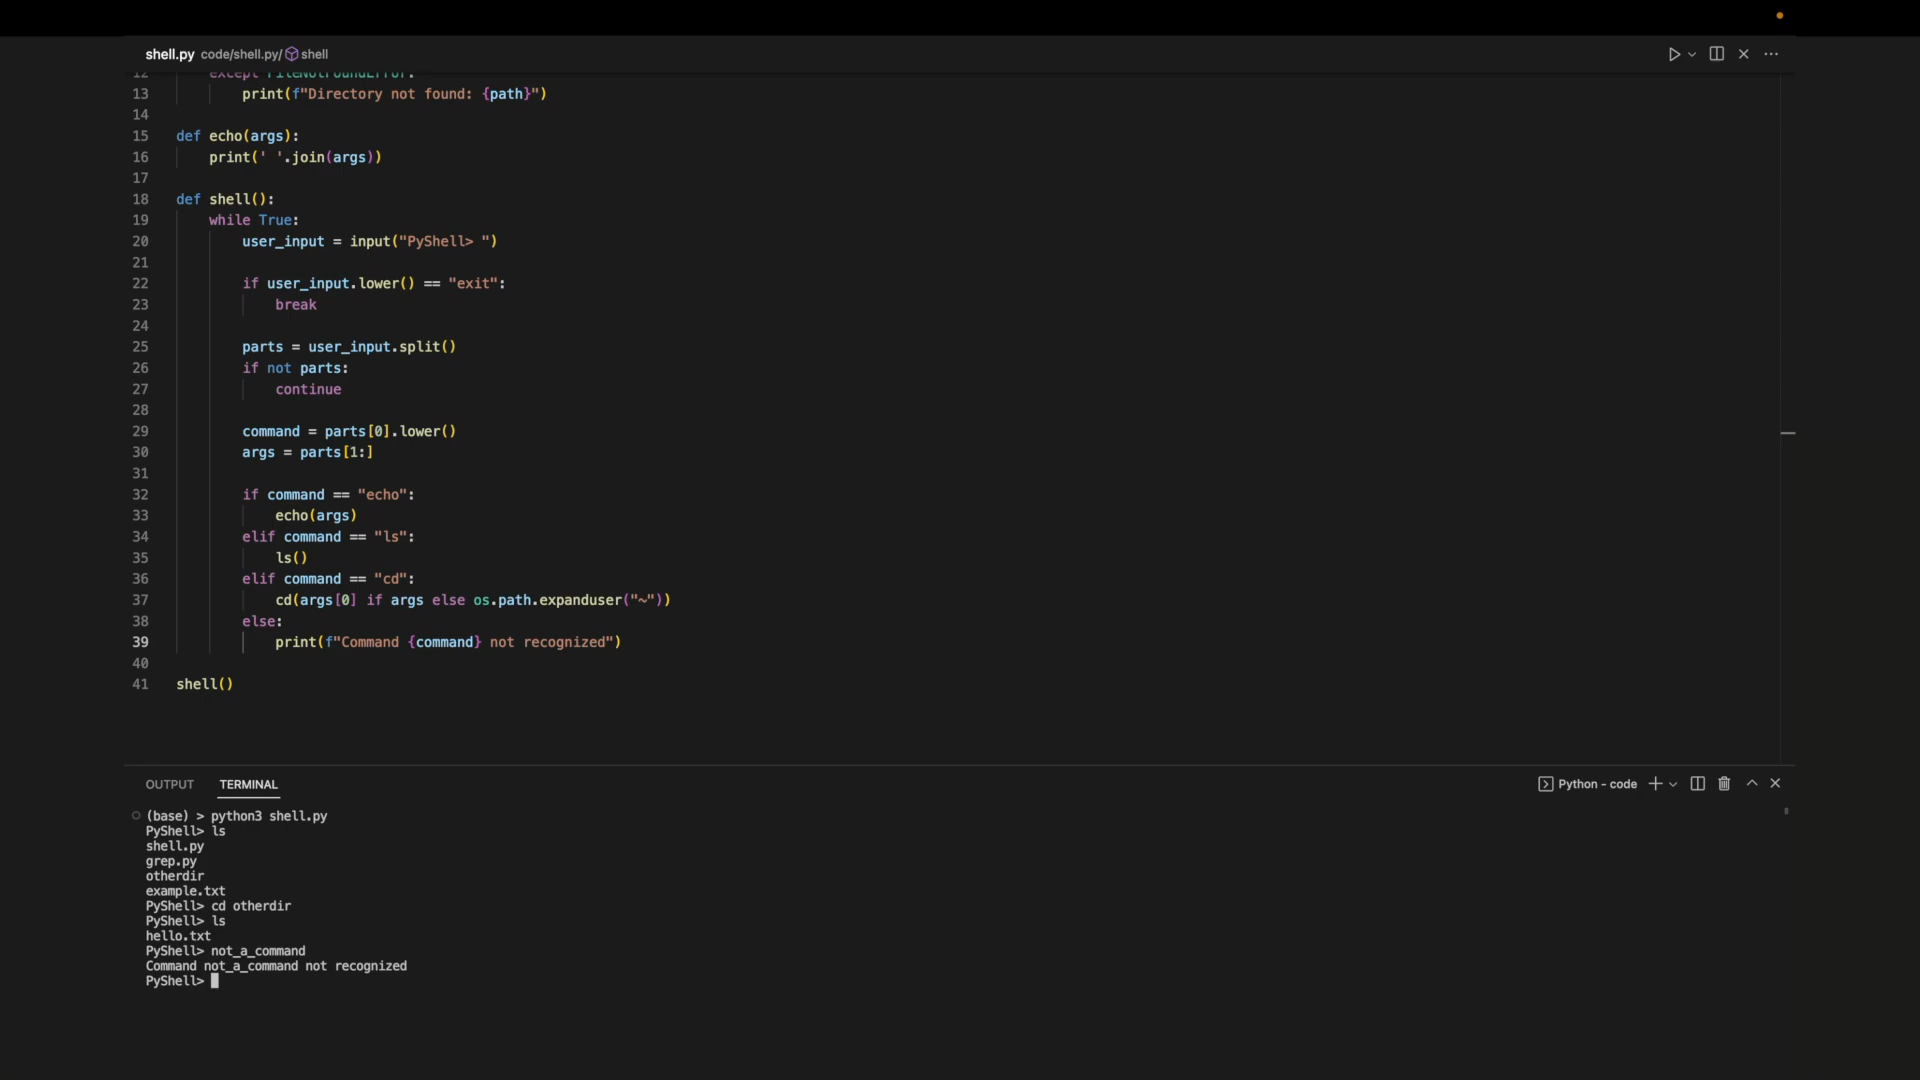 shell.py code/shell.py/ shell
12 except FileNotFoundError:
13 print(f"Directory not found: {path}")
14
15 def echo(args):
16 print(' '.join(args))
17
18 def shell():
19 while True:
20 user_input = input("PyShell> ")
21
22 if user_input.lower() == "exit":
23 break
24
25 parts = user_input.split()
26 if not parts:
27 continue
28
29 command = parts[0].lower()
30 args = parts[1:]
31
32 if command == "echo":
33 echo(args)
34 elif command == "ls":
35 ls()
36 elif command == "cd":
37 cd(args[0] if args else os.path.expanduser("~"))
38 else:
39 print(f"Command {command} not recognized")
40
41 shell()
OUTPUT TERMINAL Python - code
(base) > python3 shell.py
PyShell> ls
shell.py
grep.py
otherdir
example.txt
PyShell> cd otherdir
PyShell> ls
hello.txt
PyShell> not_a_command
Command not_a_command not recognized
PyShell>